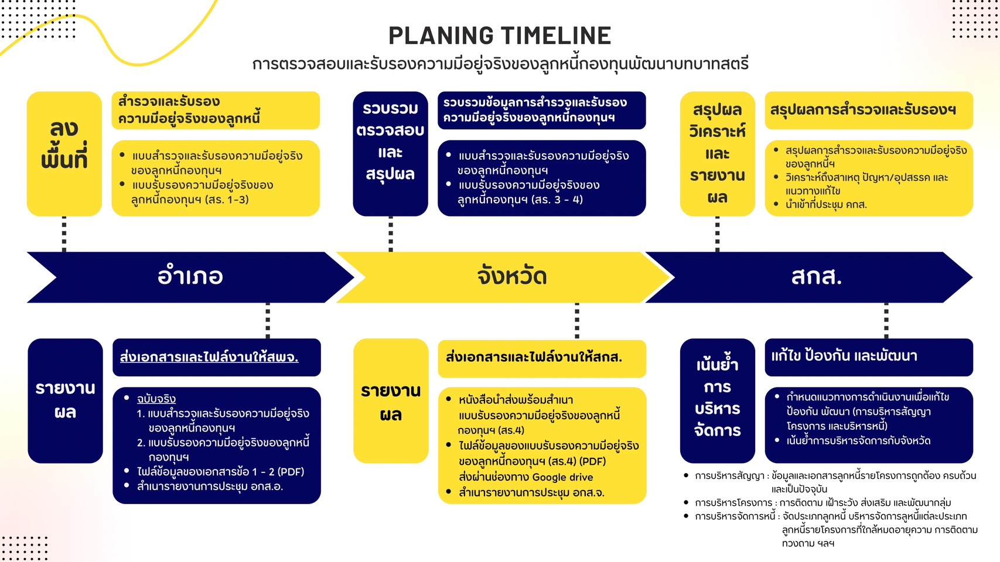 PLANING TIMELINE
การตรวจสอบและรับรองความมีอยู่จริงของลูกหนี้กองทุนพัฒนาบทบาทสตรี
ลง
พื้นที่
สำรวจและรับรอง
ความมีอยู่จริงของลูกหนี้
• แบบสำรวจและรับรองความมีอยู่จริง
ของลูกหนี้กองทุนฯ
• แบบรับรองความมีอยู่จริงของ
ลูกหนี้กองทุนฯ (สร. 1-3)
รวบรวม
ตรวจสอบ
และ
สรุปผล
รวบรวมข้อมูลการสำรวจและรับรอง
ความมีอยู่จริงของลูกหนี้กองทุนฯ
• แบบสำรวจและรับรองความมีอยู่จริง
ของลูกหนี้กองทุนฯ
• แบบรับรองความมีอยู่จริงของ
ลูกหนี้กองทุนฯ (สร. 3 - 4)
สรุปผล
วิเคราะห์
และ
รายงาน
ผล
สรุปผลการสำรวจและรับรองฯ
• สรุปผลการสำรวจและรับรองความมีอยู่จริง
ของลูกหนี้ฯ
• วิเคราะห์ถึงสาเหตุ ปัญหา/อุปสรรค และ
แนวทางแก้ไข
• นำเข้าที่ประชุม คกส.
อำเภอ
จังหวัด
สกส.
รายงาน
ผล
ส่งเอกสารและไฟล์งานให้สพจ.
• ฉบับจริง
1. แบบสำรวจและรับรองความมีอยู่จริง
ของลูกหนี้กองทุนฯ
2. แบบรับรองความมีอยู่จริงของลูกหนี้
กองทุนฯ
• ไฟล์ข้อมูลของเอกสารข้อ 1 - 2 (PDF)
• สำเนารายงานการประชุม อกส.อ.
รายงาน
ผล
ส่งเอกสารและไฟล์งานให้สกส.
• หนังสือนำส่งพร้อมสำเนา
แบบรับรองความมีอยู่จริงของลูกหนี้
กองทุนฯ (สร.4)
• ไฟล์ข้อมูลของแบบรับรองความมีอยู่จริง
ของลูกหนี้กองทุนฯ (สร.4) (PDF)
ส่งผ่านช่องทาง Google drive
• สำเนารายงานการประชุม อกส.จ.
เน้นย้ำ
การ
บริหาร
จัดการ
แก้ไข ป้องกัน และพัฒนา
• กำหนดแนวทางการดำเนินงานเพื่อแก้ไข
ป้องกัน พัฒนา (การบริหารสัญญา
โครงการ และบริหารหนี้)
• เน้นย้ำการบริหารจัดการกับจังหวัด
• การบริหารสัญญา : ข้อมูลและเอกสารลูกหนี้รายโครงการถูกต้อง ครบถ้วน
และเป็นปัจจุบัน
• การบริหารโครงการ : การติดตาม เฝ้าระวัง ส่งเสริม และพัฒนากลุ่ม
• การบริหารจัดการหนี้ : จัดประเภทลูกหนี้ บริหารจัดการลูหนี้แต่ละประเภท
ลูกหนี้รายโครงการที่ใกล้หมดอายุความ การติดตาม
ทวงถาม ฯลฯ